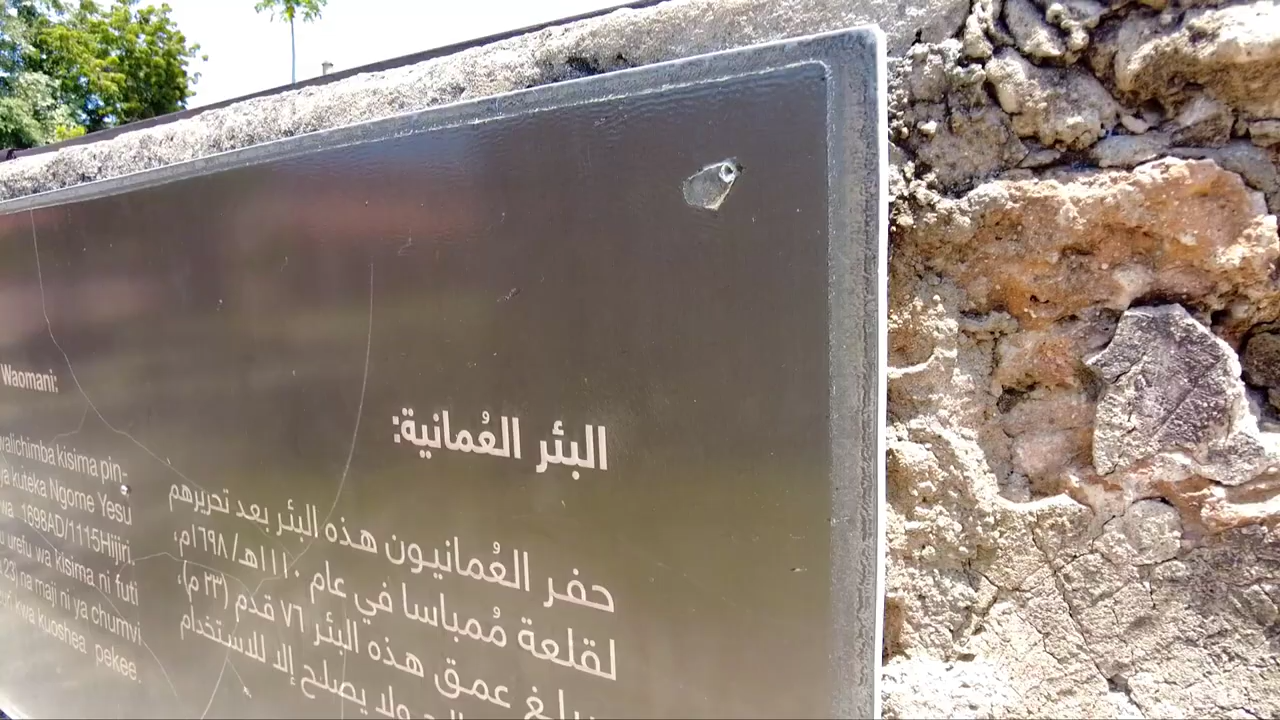 Waomani:
walichimba kisima pin-
ya kuteka Ngome Yesu
wa 1698AD/1115Hijiri.
urefu wa kisima ni futi
23) na maji ni ya chumvi
kwa kuoshea pekee.
البئر العُمانية:
حفر العُمانيون هذه البئر بعد تحريرهم
لقلعة مُمباسا في عام ١١١٠هـ/١٦٩٨م،
عمق هذه البئر ٧٦ قدم (٢٣ م)،
ولا يصلح إلا للاستخدام